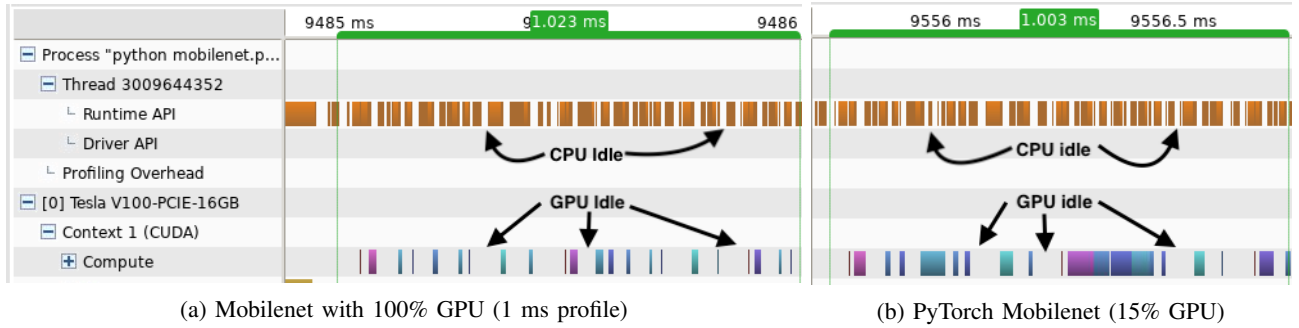 9485 ms
1.023 ms
9486
9556 ms
1.003 ms
9556.5 ms
Process "python mobilenet.p...
Thread 3009644352
Runtime API
Driver API
Profiling Overhead
[0] Tesla V100-PCIE-16GB
Context 1 (CUDA)
Compute
CPU Idle
GPU Idle
CPU idle
GPU idle
(a) Mobilenet with 100% GPU (1 ms profile)
(b) PyTorch Mobilenet (15% GPU)